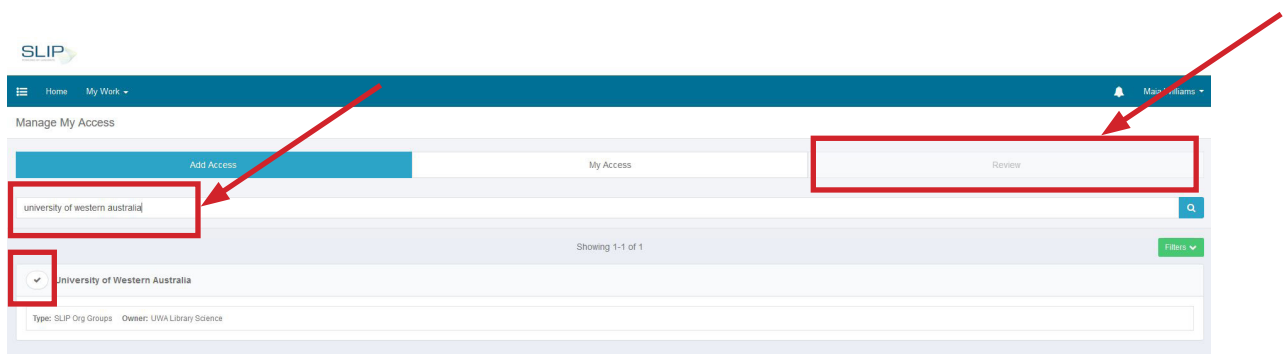 SLIP
Home My Work Maia Williams
Manage My Access
Add Access My Access Review
university of western australia
Showing 1-1 of 1 Filters
University of Western Australia
Type: SLIP Org Groups Owner: UWA Library Science